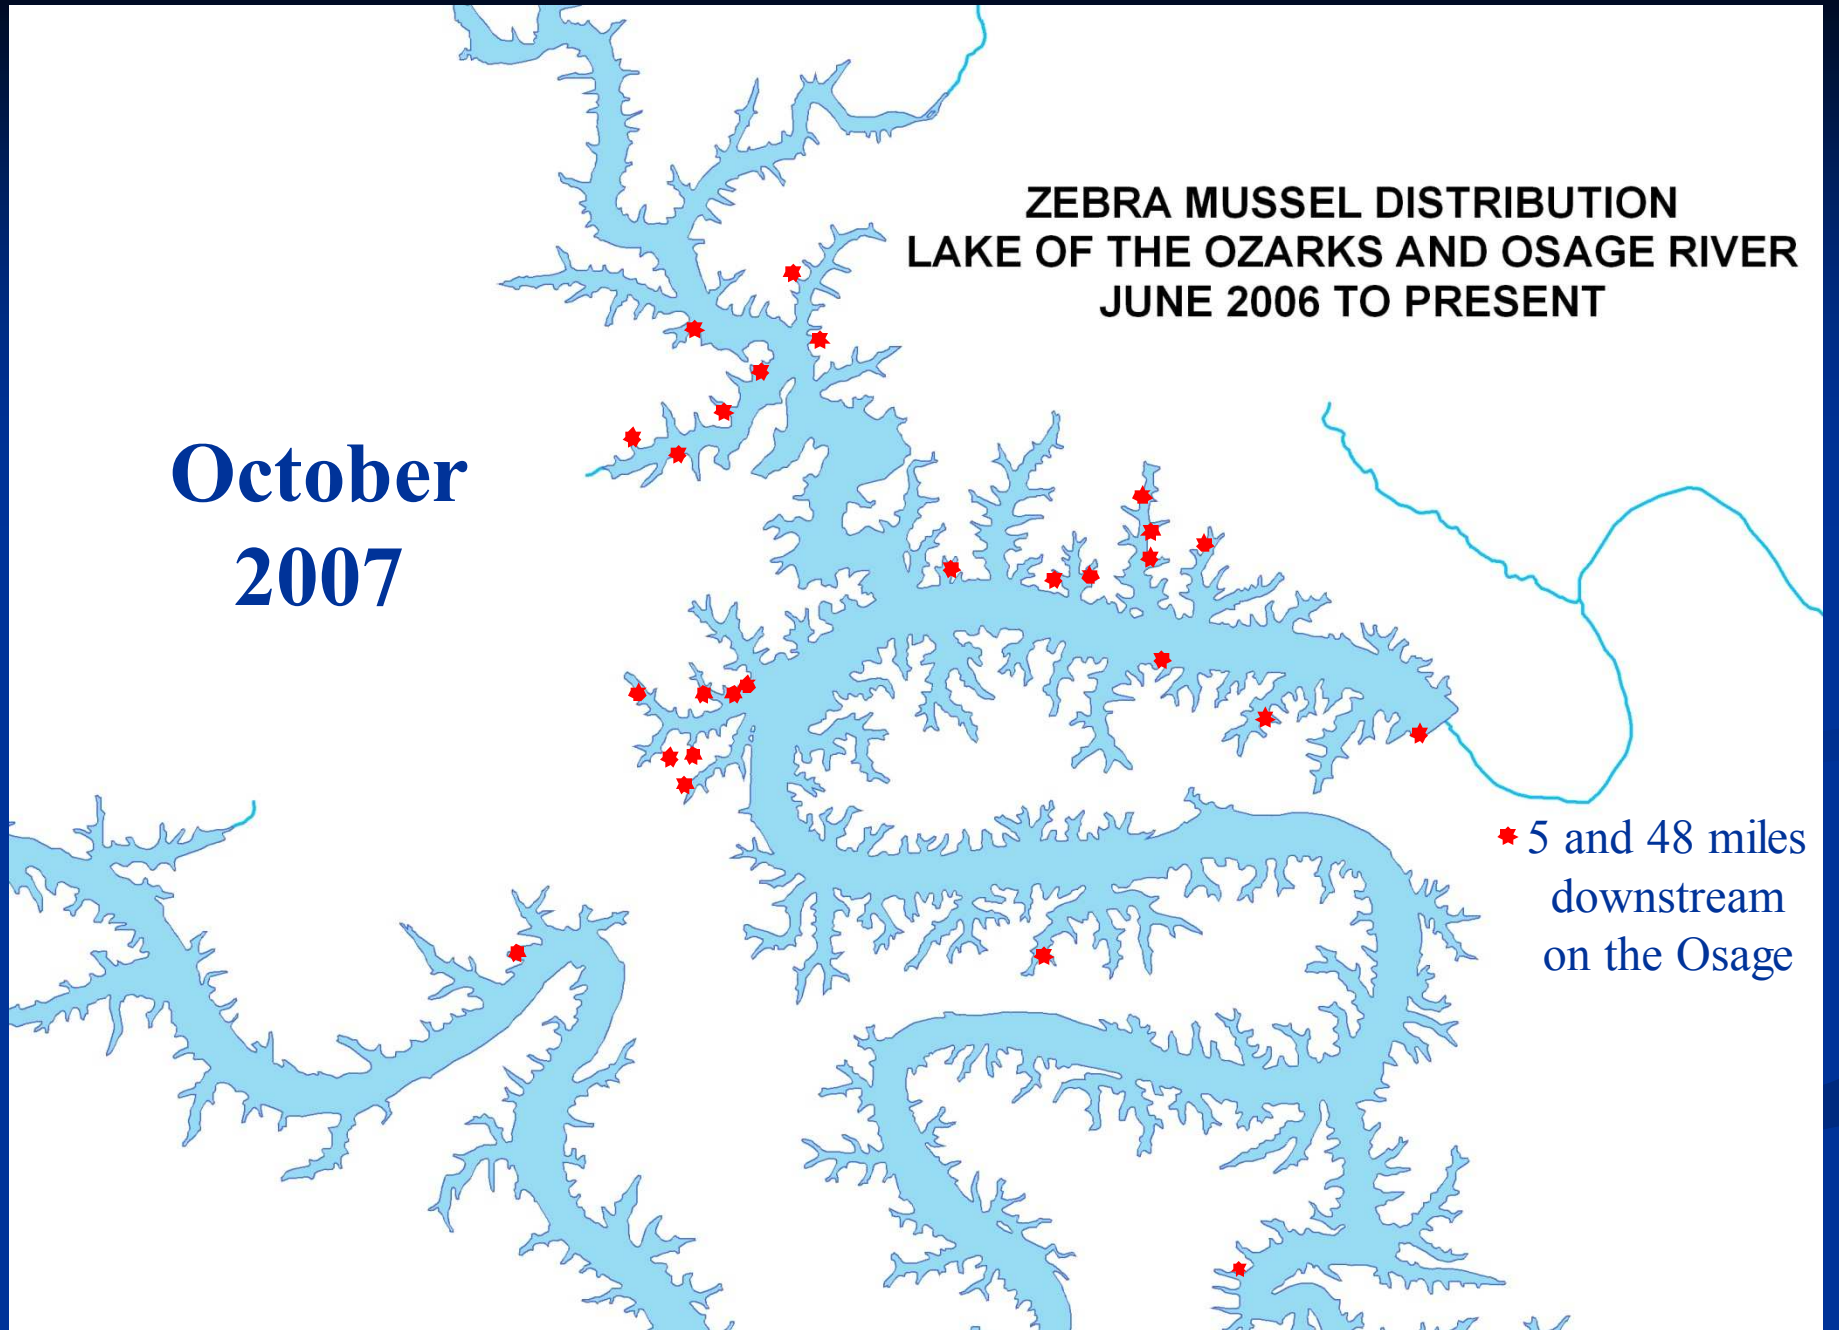 ZEBRA MUSSEL DISTRIBUTION
LAKE OF THE OZARKS AND OSAGE RIVER
JUNE 2006 TO PRESENT
October
2007
5 and 48 miles
downstream
on the Osage